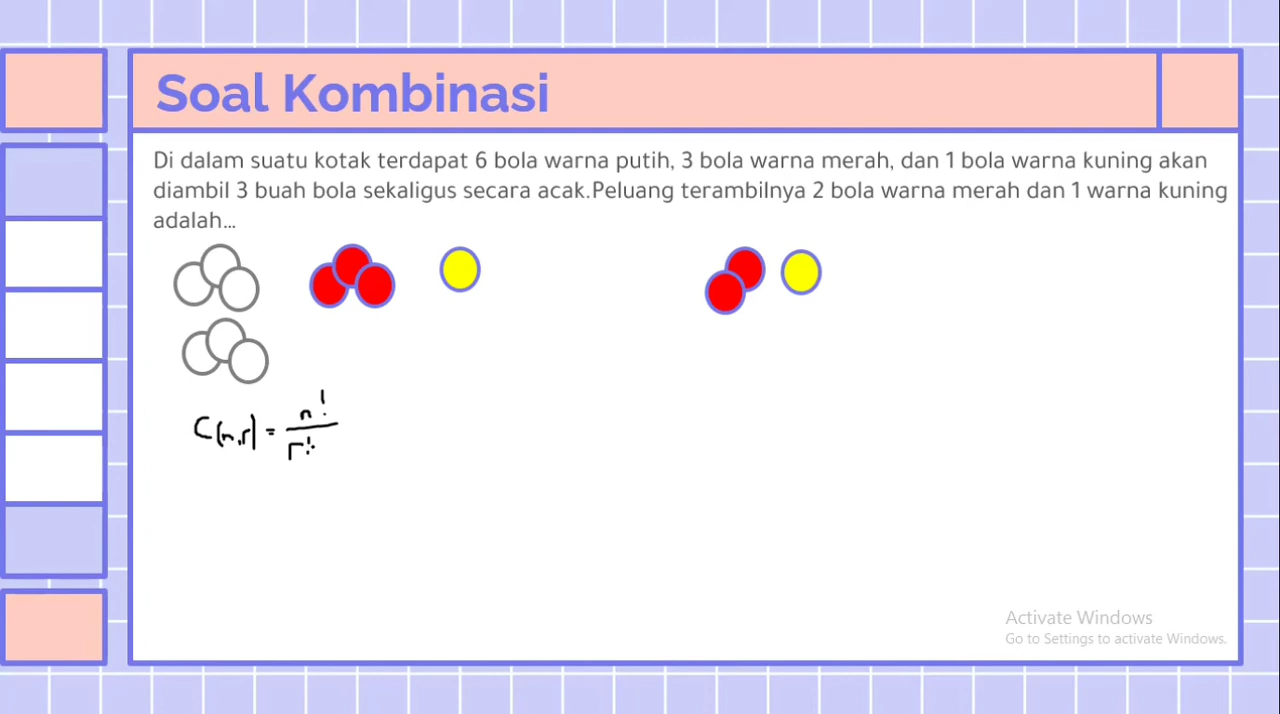 Soal Kombinasi
Di dalam suatu kotak terdapat 6 bola warna putih, 3 bola warna merah, dan 1 bola warna kuning akan
diambil 3 buah bola sekaligus secara acak.Peluang terambilnya 2 bola warna merah dan 1 warna kuning
adalah...
C(n,r) = n!
r!
Activate Windows
Go to Settings to activate Windows.